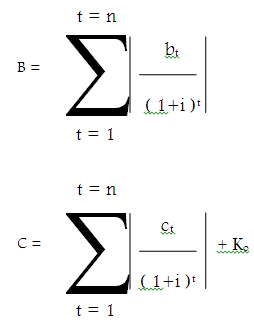 t = n
B = ∑ | bt / ( 1+i )t |
t = 1
t = n
C = ∑ | Ct / ( 1+i )t | + Ko
t = 1